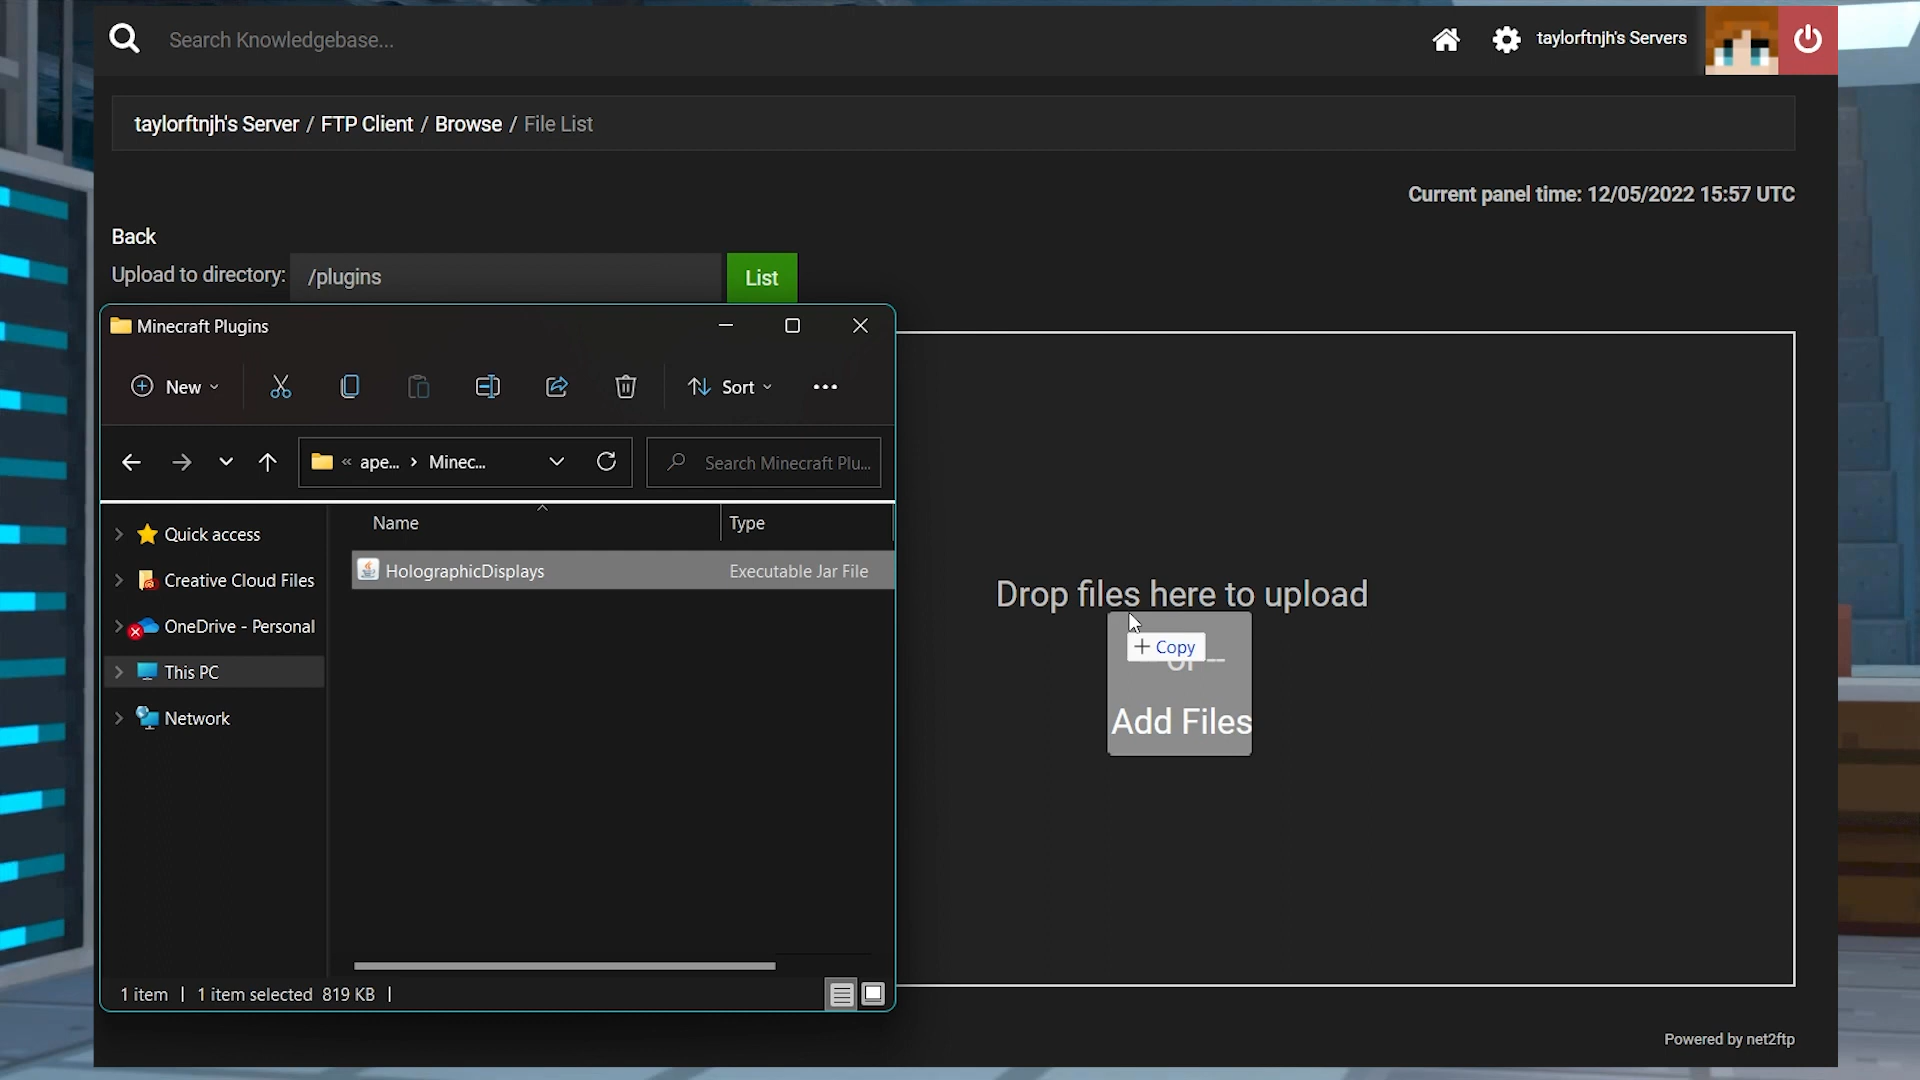 Search Knowledgebase...
taylorftnjh's Servers
taylorftnjh's Server / FTP Client / Browse / File List
Current panel time: 12/05/2022 15:57 UTC
Back
Upload to directory: /plugins List
Minecraft Plugins
New Sort
« ape... > Minec... Search Minecraft Plu...
Name Type
HolographicDisplays Executable Jar File
Quick access
Creative Cloud Files
OneDrive - Personal
This PC
Network
1 item | 1 item selected 819 KB |
Drop files here to upload
+ Copy
or --
Add Files
Powered by net2ftp